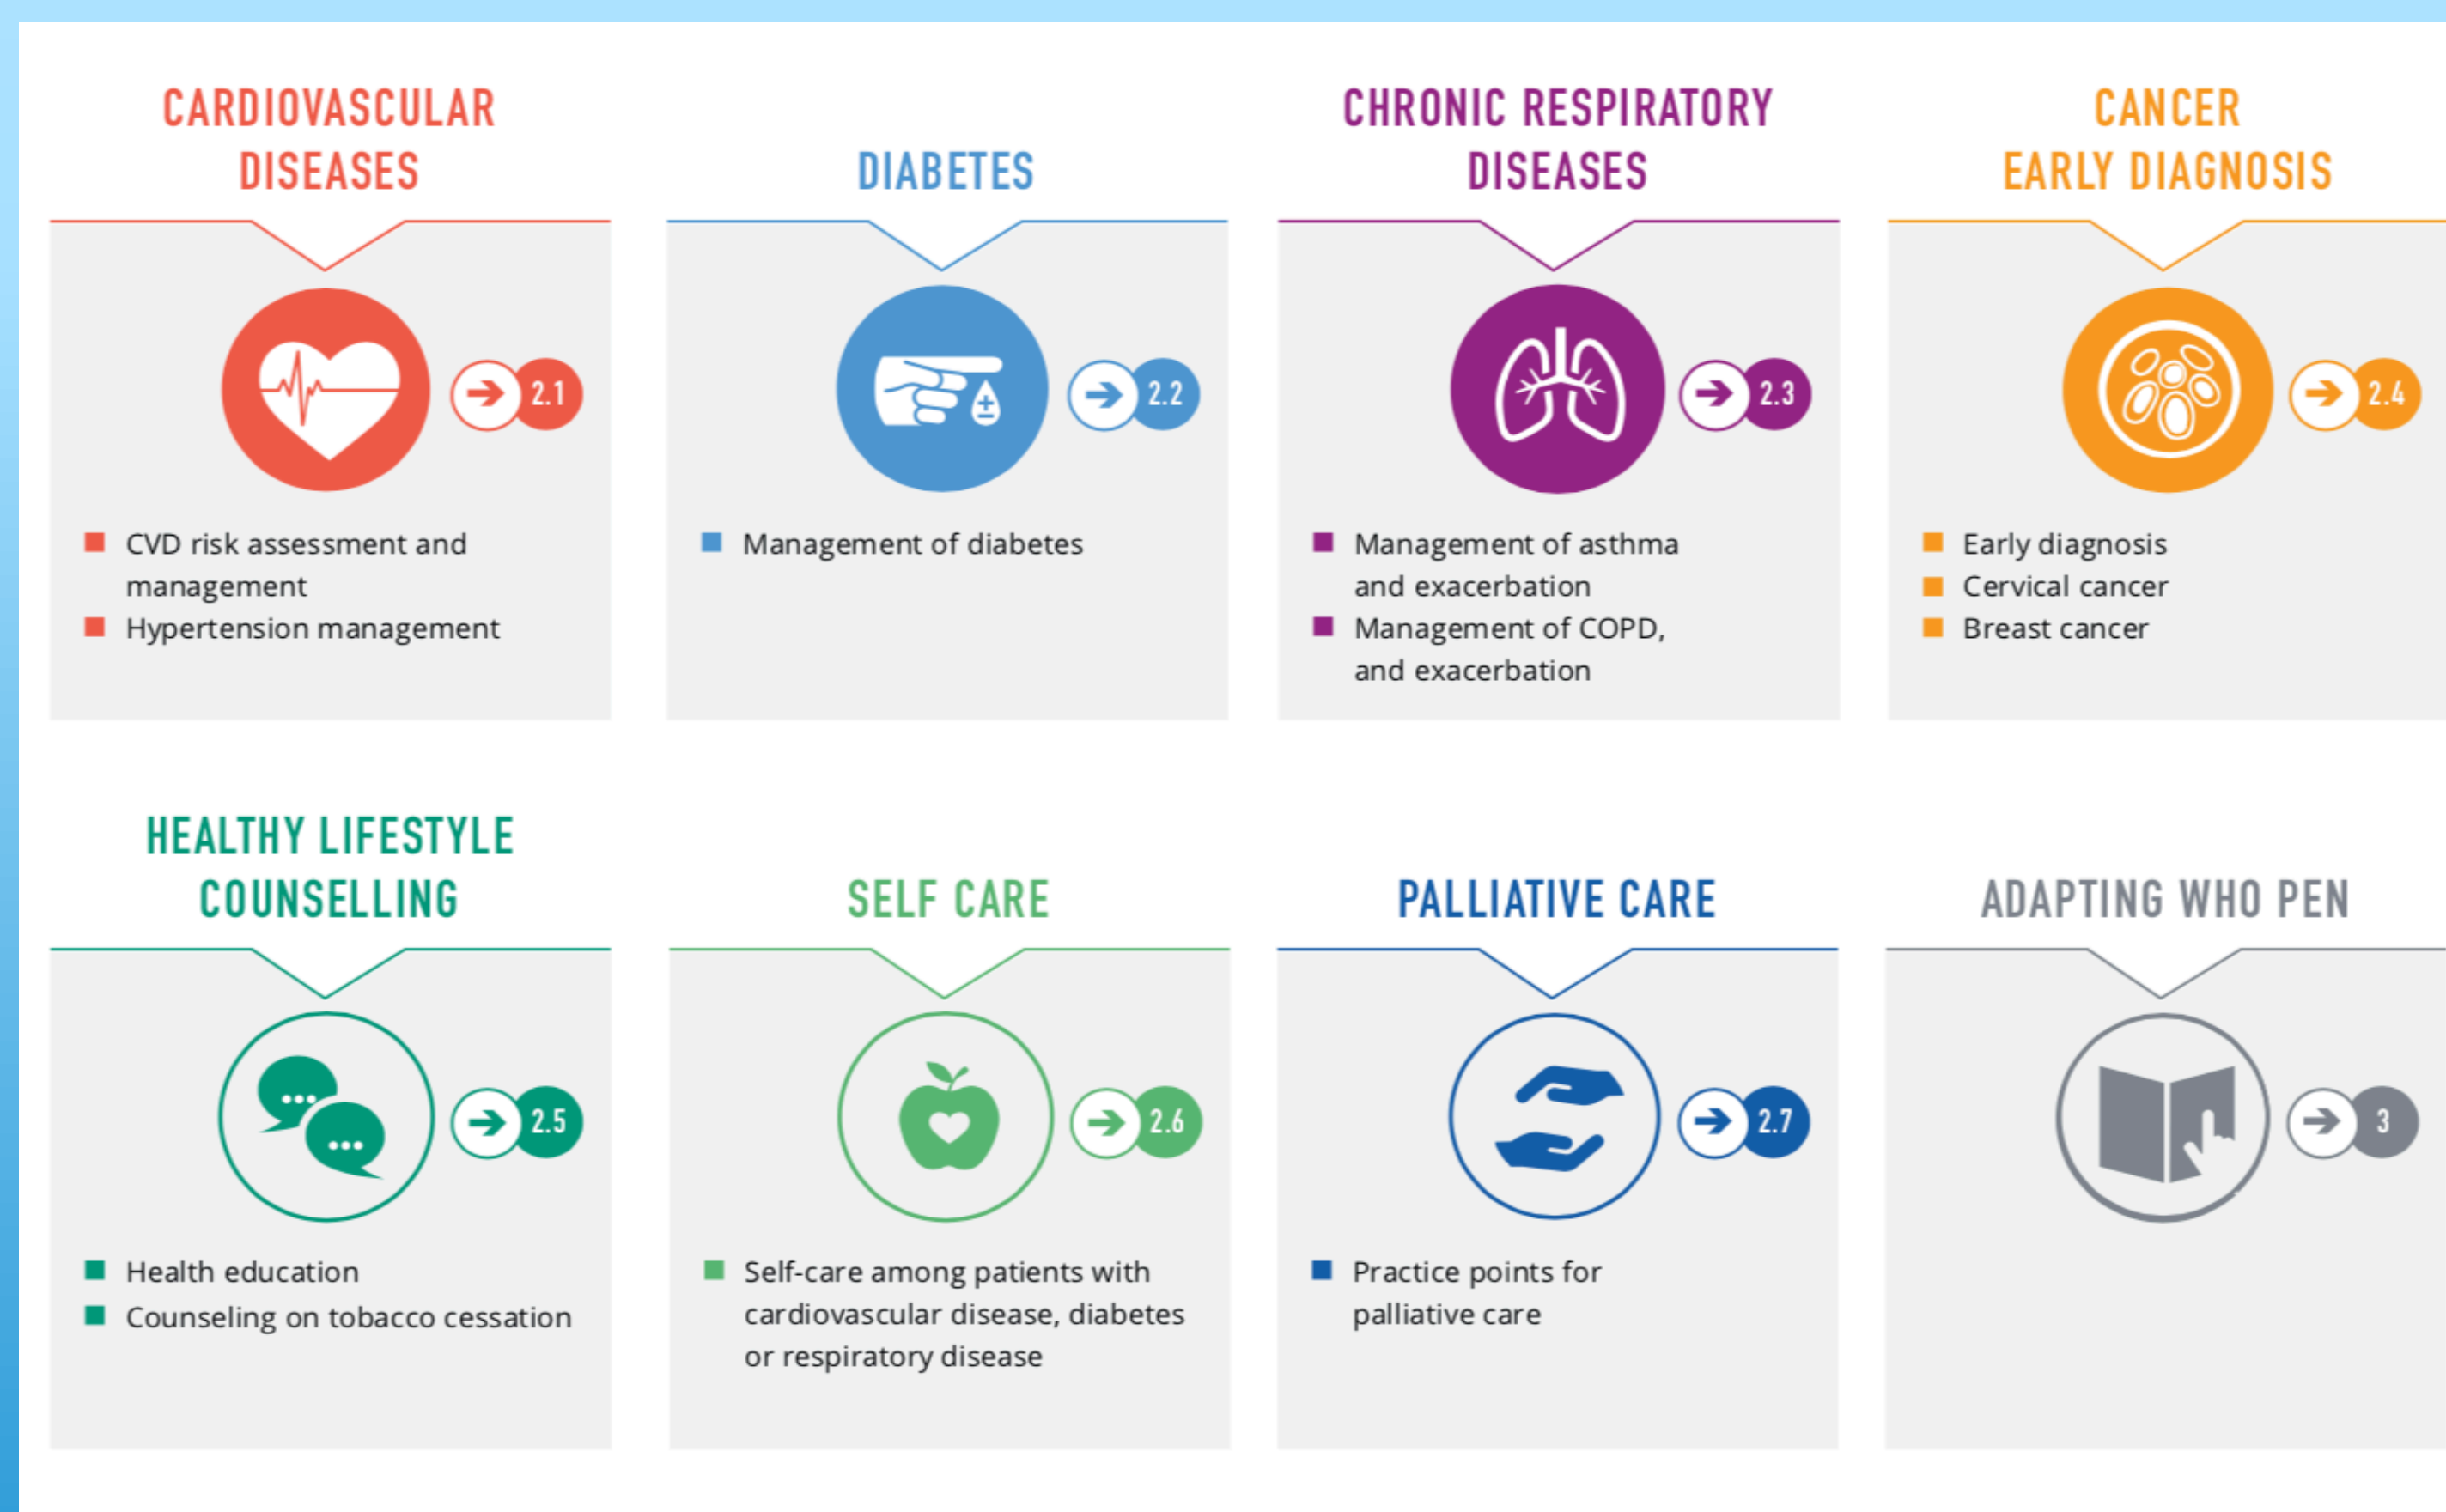 CARDIOVASCULAR
DISEASES
2.1
CVD risk assessment and
management
Hypertension management
DIABETES
2.2
Management of diabetes
CHRONIC RESPIRATORY
DISEASES
2.3
Management of asthma
and exacerbation
Management of COPD,
and exacerbation
CANCER
EARLY DIAGNOSIS
2.4
Early diagnosis
Cervical cancer
Breast cancer
HEALTHY LIFESTYLE
COUNSELLING
2.5
Health education
Counseling on tobacco cessation
SELF CARE
2.6
Self-care among patients with
cardiovascular disease, diabetes
or respiratory disease
PALLIATIVE CARE
2.7
Practice points for
palliative care
ADAPTING WHO PEN
3